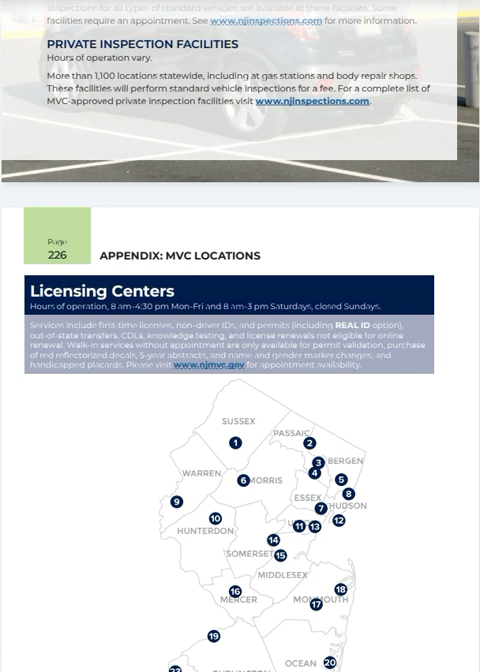 inspections for all types of standard vehicles are available at these facilities. Some
facilities require an appointment. See www.njinspections.com for more information.
PRIVATE INSPECTION FACILITIES
Hours of operation vary.
More than 1,100 locations statewide, including at gas stations and body repair shops.
These facilities will perform standard vehicle inspections for a fee. For a complete list of
MVC-approved private inspection facilities visit www.njinspections.com.
Page
226
APPENDIX: MVC LOCATIONS
Licensing Centers
Hours of operation, 8 am-4:30 pm Mon-Fri and 8 am-3 pm Saturdays, closed Sundays.
Services include first-time licenses, non-driver IDs, and permits (including REAL ID option),
out-of-state transfers, CDLs, knowledge testing, and license renewals not eligible for online
renewal. Walk-in services without appointment are only available for permit validation, purchase
of red reflectorized decals, 5-year abstracts, and name and gender marker changes, and
handicapped placards. Please visit www.njmvc.gov for appointment availability.
SUSSEX
PASSAIC
1
2
3
BERGEN
WARREN
4
6
MORRIS
5
8
ESSEX
9
HUDSON
7
10
12
11
13
HUNTERDON
14
SOMERSET
15
MIDDLESEX
16
18
MERCER
MONMOUTH
17
19
OCEAN
20